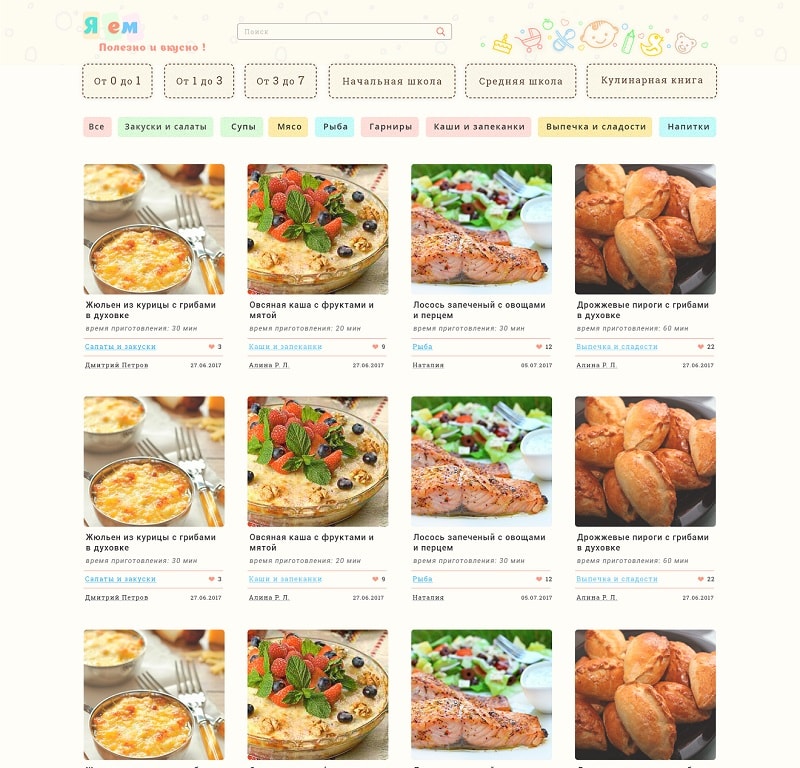 Я ем
Полезно и вкусно !
Поиск
От 0 до 1
От 1 до 3
От 3 до 7
Начальная школа
Средняя школа
Кулинарная книга
Все
Закуски и салаты
Супы
Мясо
Рыба
Гарниры
Каши и запеканки
Выпечка и сладости
Напитки
Жюльен из курицы с грибами
в духовке
время приготовления: 30 мин
Салаты и закуски
3
Дмитрий Петров
27.06.2017
Овсяная каша с фруктами и
мятой
время приготовления: 20 мин
Каши и запеканки
9
Алина Р. Л.
27.06.2017
Лосось запеченый с овощами
и перцем
время приготовления: 30 мин
Рыба
12
Наталия
05.07.2017
Дрожжевые пироги с грибами
в духовке
время приготовления: 60 мин
Выпечка и сладости
22
Алина Р. Л.
27.06.2017
Жюльен из курицы с грибами
в духовке
время приготовления: 30 мин
Салаты и закуски
3
Дмитрий Петров
27.06.2017
Овсяная каша с фруктами и
мятой
время приготовления: 20 мин
Каши и запеканки
9
Алина Р. Л.
27.06.2017
Лосось запеченый с овощами
и перцем
время приготовления: 30 мин
Рыба
12
Наталия
05.07.2017
Дрожжевые пироги с грибами
в духовке
время приготовления: 60 мин
Выпечка и сладости
22
Алина Р. Л.
27.06.2017